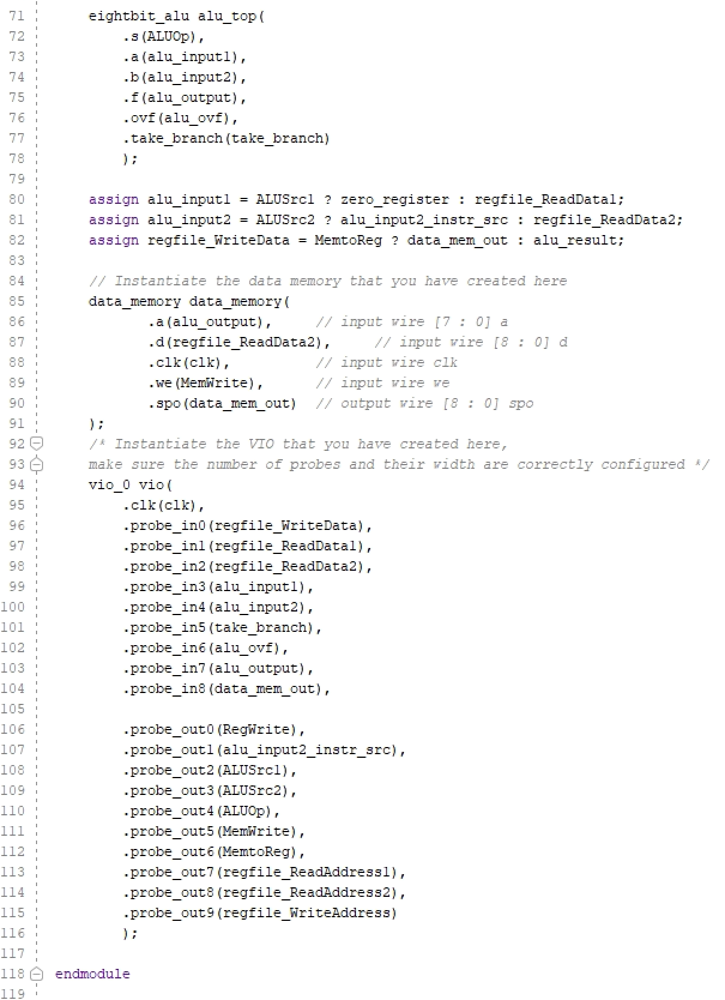 71 eightbit_alu alu_top(
72 .s(ALUOp),
73 .a(alu_input1),
74 .b(alu_input2),
75 .f(alu_output),
76 .ovf(alu_ovf),
77 .take_branch(take_branch)
78 );
79
80 assign alu_input1 = ALUSrc1 ? zero_register : regfile_ReadData1;
81 assign alu_input2 = ALUSrc2 ? alu_input2_instr_src : regfile_ReadData2;
82 assign regfile_WriteData = MemtoReg ? data_mem_out : alu_result;
83
84 // Instantiate the data memory that you have created here
85 data_memory data_memory(
86 .a(alu_output), // input wire [7 : 0] a
87 .d(regfile_ReadData2), // input wire [8 : 0] d
88 .clk(clk), // input wire clk
89 .we(MemWrite), // input wire we
90 .spo(data_mem_out) // output wire [8 : 0] spo
91 );
92 /* Instantiate the VIO that you have created here,
93 make sure the number of probes and their width are correctly configured */
94 vio_0 vio(
95 .clk(clk),
96 .probe_in0(regfile_WriteData),
97 .probe_in1(regfile_ReadData1),
98 .probe_in2(regfile_ReadData2),
99 .probe_in3(alu_input1),
100 .probe_in4(alu_input2),
101 .probe_in5(take_branch),
102 .probe_in6(alu_ovf),
103 .probe_in7(alu_output),
104 .probe_in8(data_mem_out),
105
106 .probe_out0(RegWrite),
107 .probe_out1(alu_input2_instr_src),
108 .probe_out2(ALUSrc1),
109 .probe_out3(ALUSrc2),
110 .probe_out4(ALUOp),
111 .probe_out5(MemWrite),
112 .probe_out6(MemtoReg),
113 .probe_out7(regfile_ReadAddress1),
114 .probe_out8(regfile_ReadAddress2),
115 .probe_out9(regfile_WriteAddress)
116 );
117
118 endmodule
119